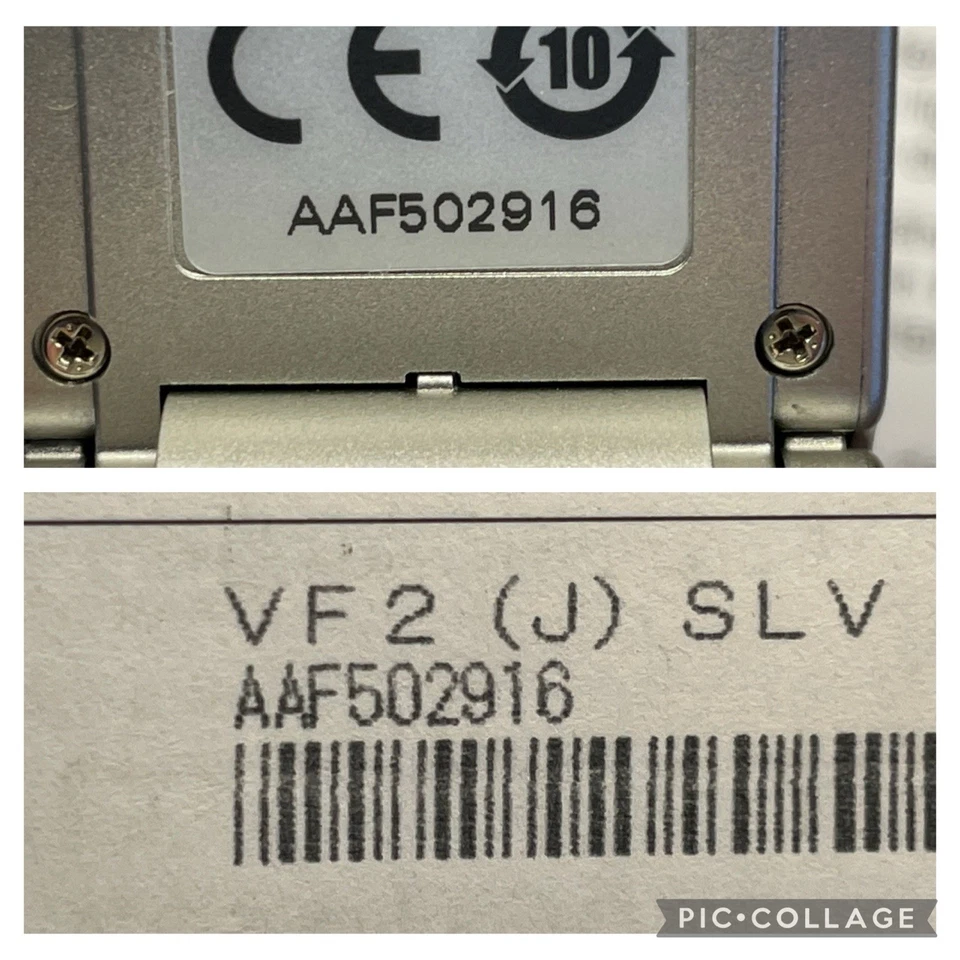 CE 10
AAF502916
VF2 (J) SLV
AAF502916
PIC•COLLAGE